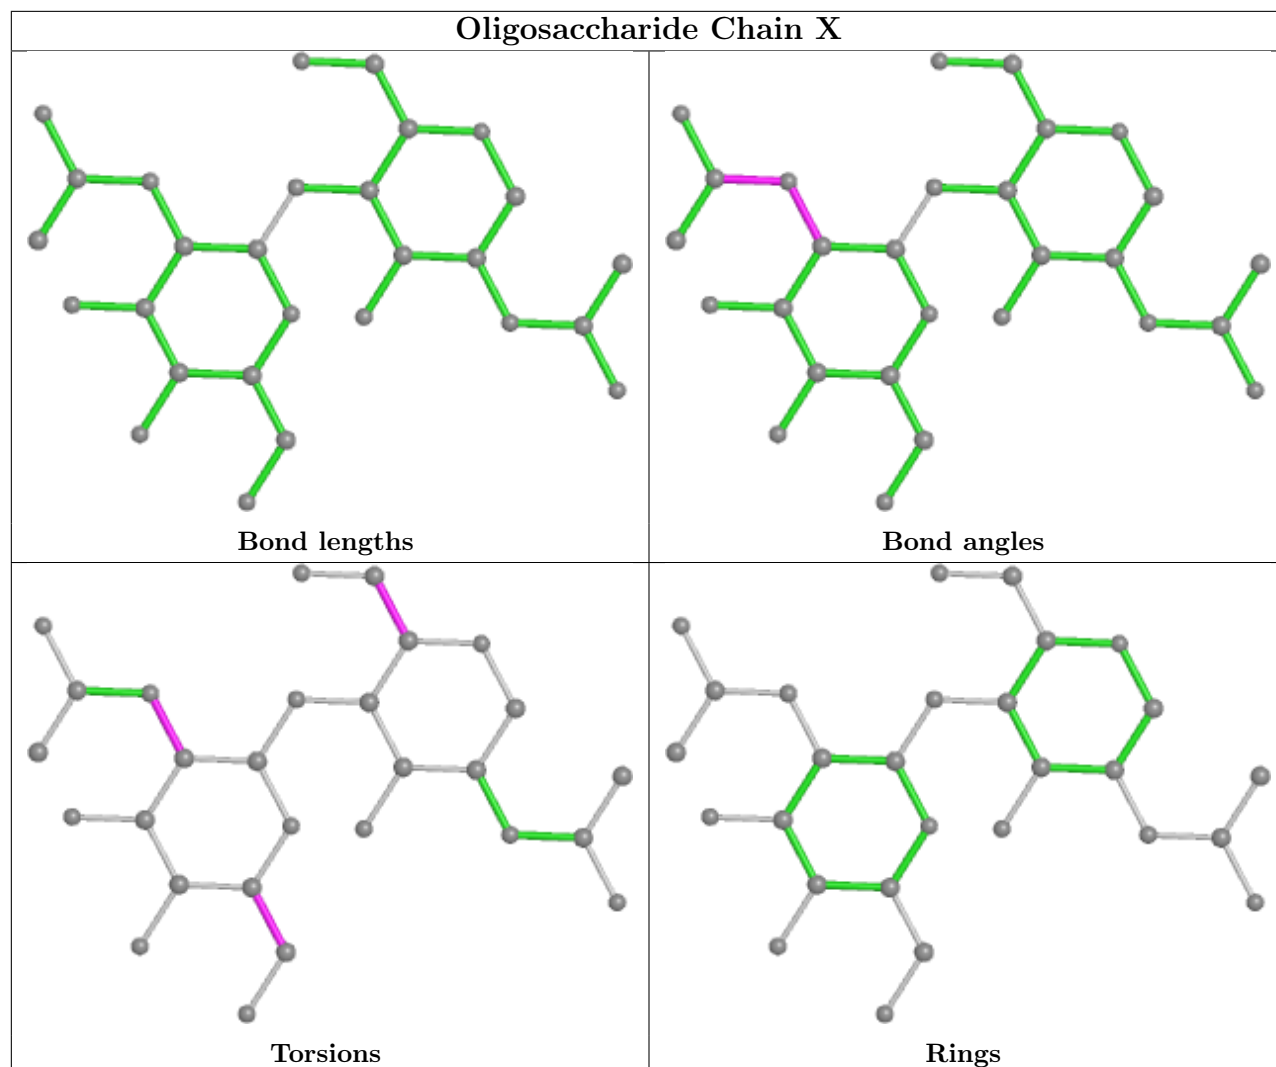 Oligosaccharide Chain X
Bond lengths
Bond angles
Torsions
Rings